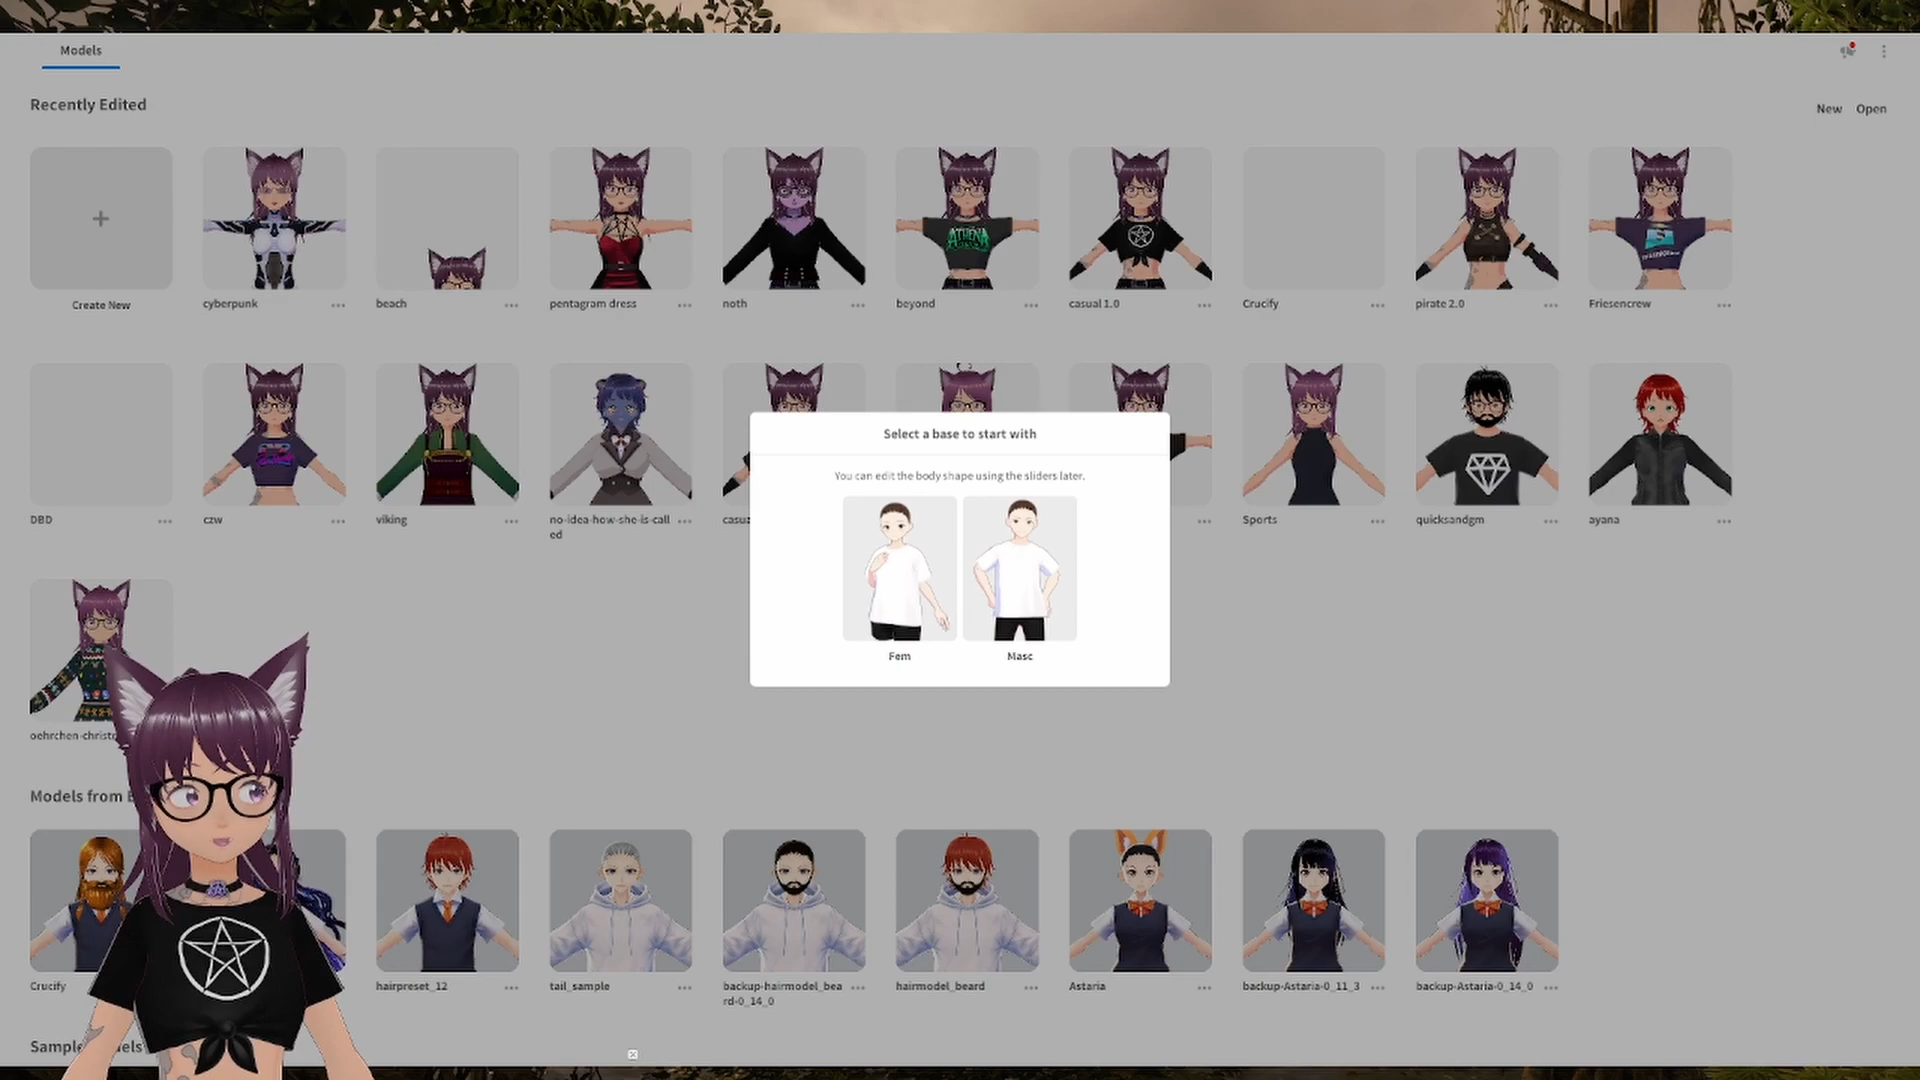 Models
Recently Edited
New
Open
Create New
cyberpunk
beach
pentagram dress
noth
beyond
casual 1.0
Crucify
pirate 2.0
Friesencrew
DBD
czw
viking
no-idea-how-she-is-call
ed
Sports
quicksandgm
ayana
Select a base to start with
You can edit the body shape using the sliders later.
Fem
Masc
Models from
Crucify
hairpreset_12
tail_sample
backup-hairmodel_bea
rd-0_14_0
hairmodel_beard
Astaria
backup-Astaria-0_11_3
backup-Astaria-0_14_0
ATHENA